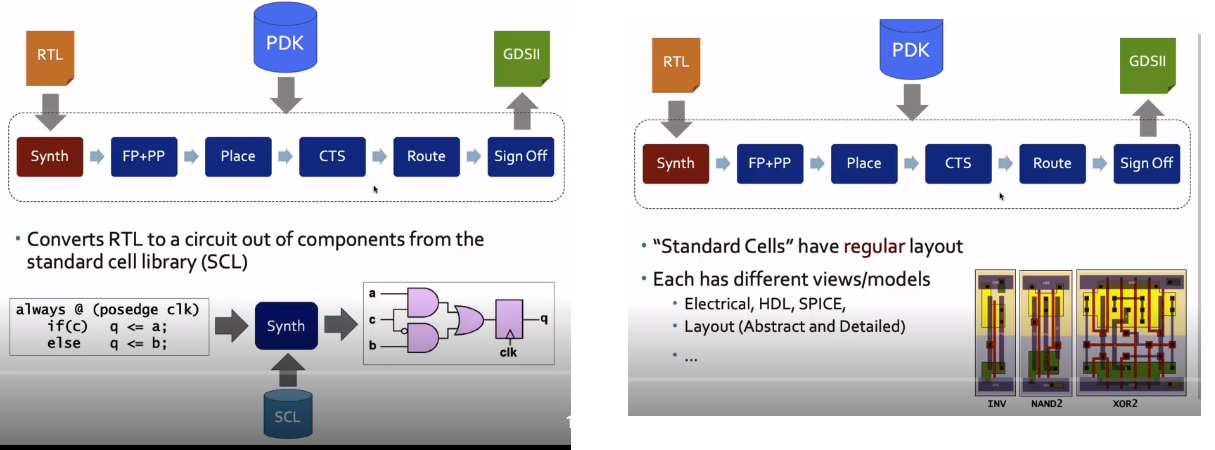 RTL
PDK
GDSII
Synth
FP+PP
Place
CTS
Route
Sign Off
• Converts RTL to a circuit out of components from the
standard cell library (SCL)
always @ (posedge clk)
if(c) q <= a;
else q <= b;
Synth
SCL
a
c
b
q
clk
RTL
PDK
GDSII
Synth
FP+PP
Place
CTS
Route
Sign Off
• "Standard Cells" have regular layout
• Each has different views/models
• Electrical, HDL, SPICE,
• Layout (Abstract and Detailed)
• ...
INV
NAND2
XOR2